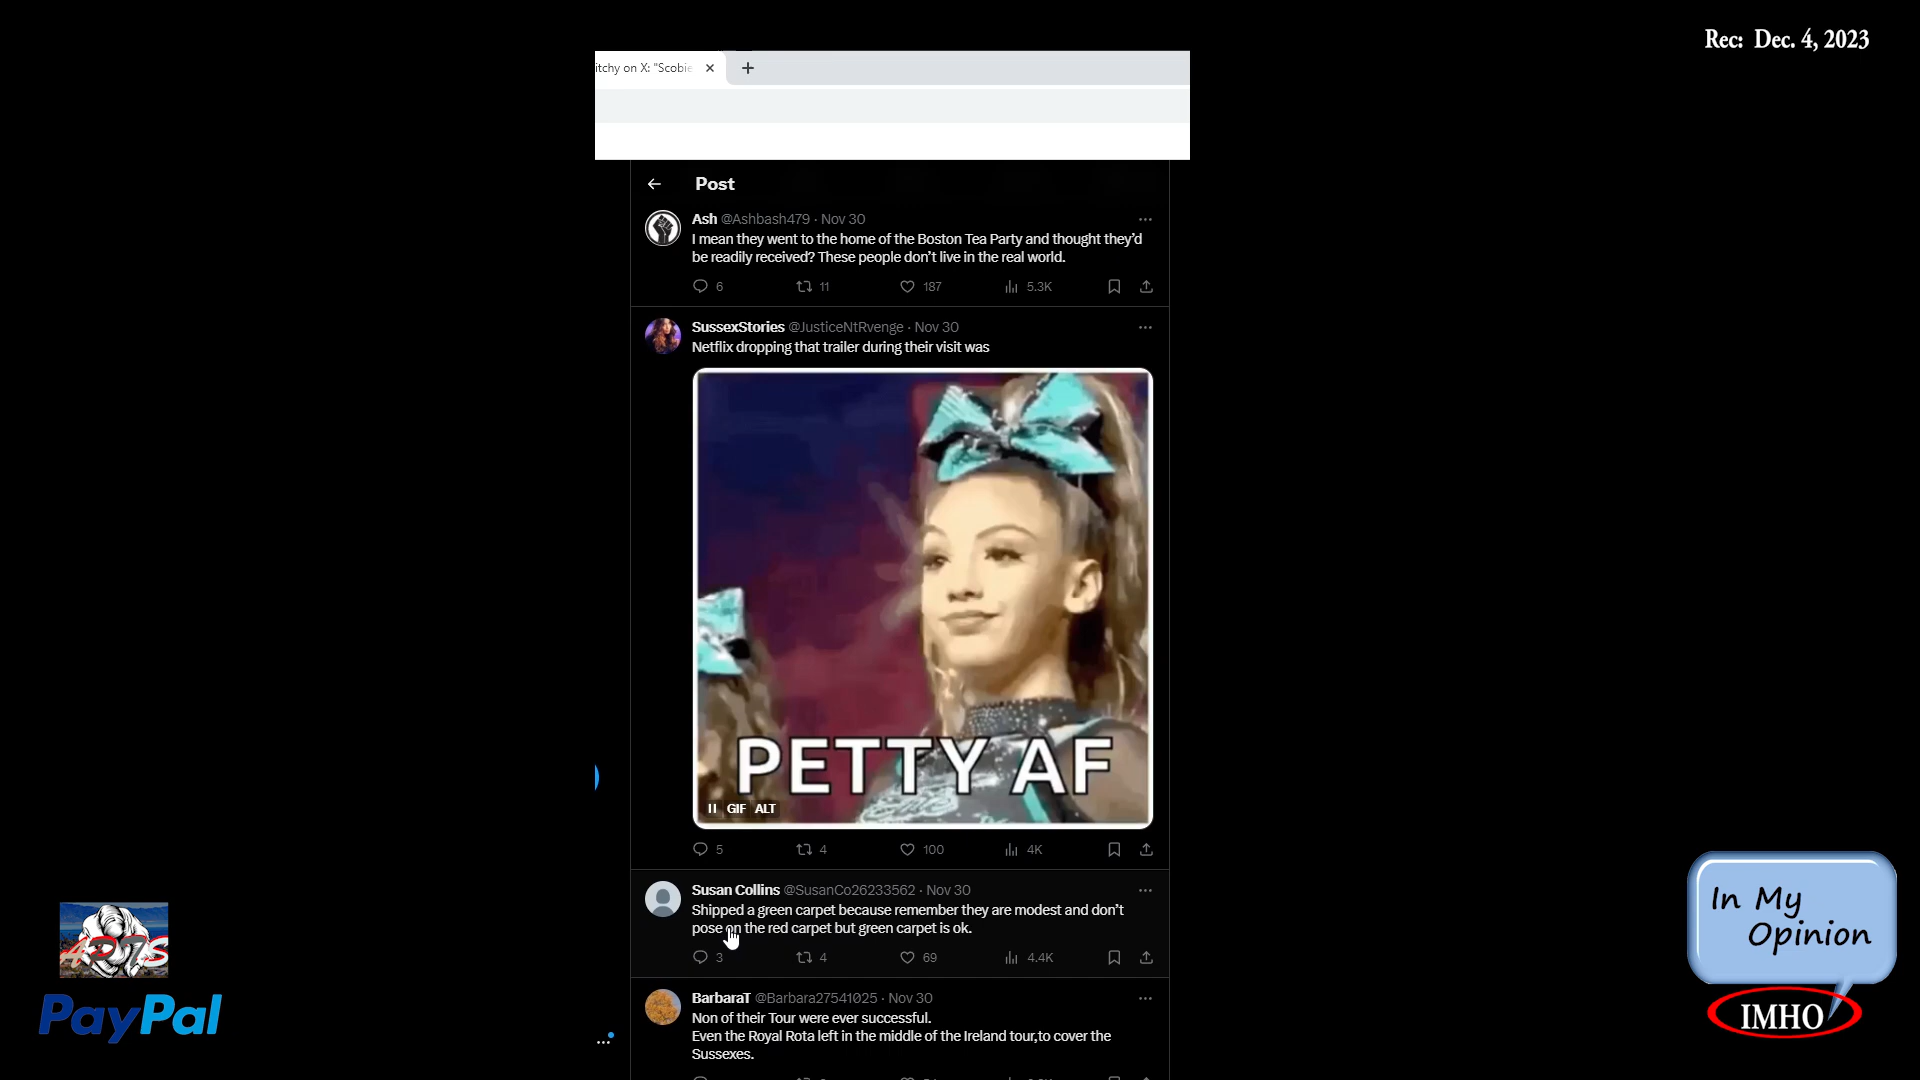 Rec: Dec. 4, 2023
itchy on X: "Scobie
Post
Ash @Ashbash479 · Nov 30
I mean they went to the home of the Boston Tea Party and thought they'd
be readily received? These people don't live in the real world.
6 11 187 5.3K
SussexStories @JusticeNtRvenge · Nov 30
Netflix dropping that trailer during their visit was
PETTY AF
GIF ALT
5 4 100 4K
Susan Collins @SusanCo26233562 · Nov 30
Shipped a green carpet because remember they are modest and don't
pose on the red carpet but green carpet is ok.
3 4 69 4.4K
BarbaraT @Barbara27541025 · Nov 30
Non of their Tour were ever successful.
Even the Royal Rota left in the middle of the Ireland tour,to cover the
Sussexes.
PayPal
In My
Opinion
IMHO